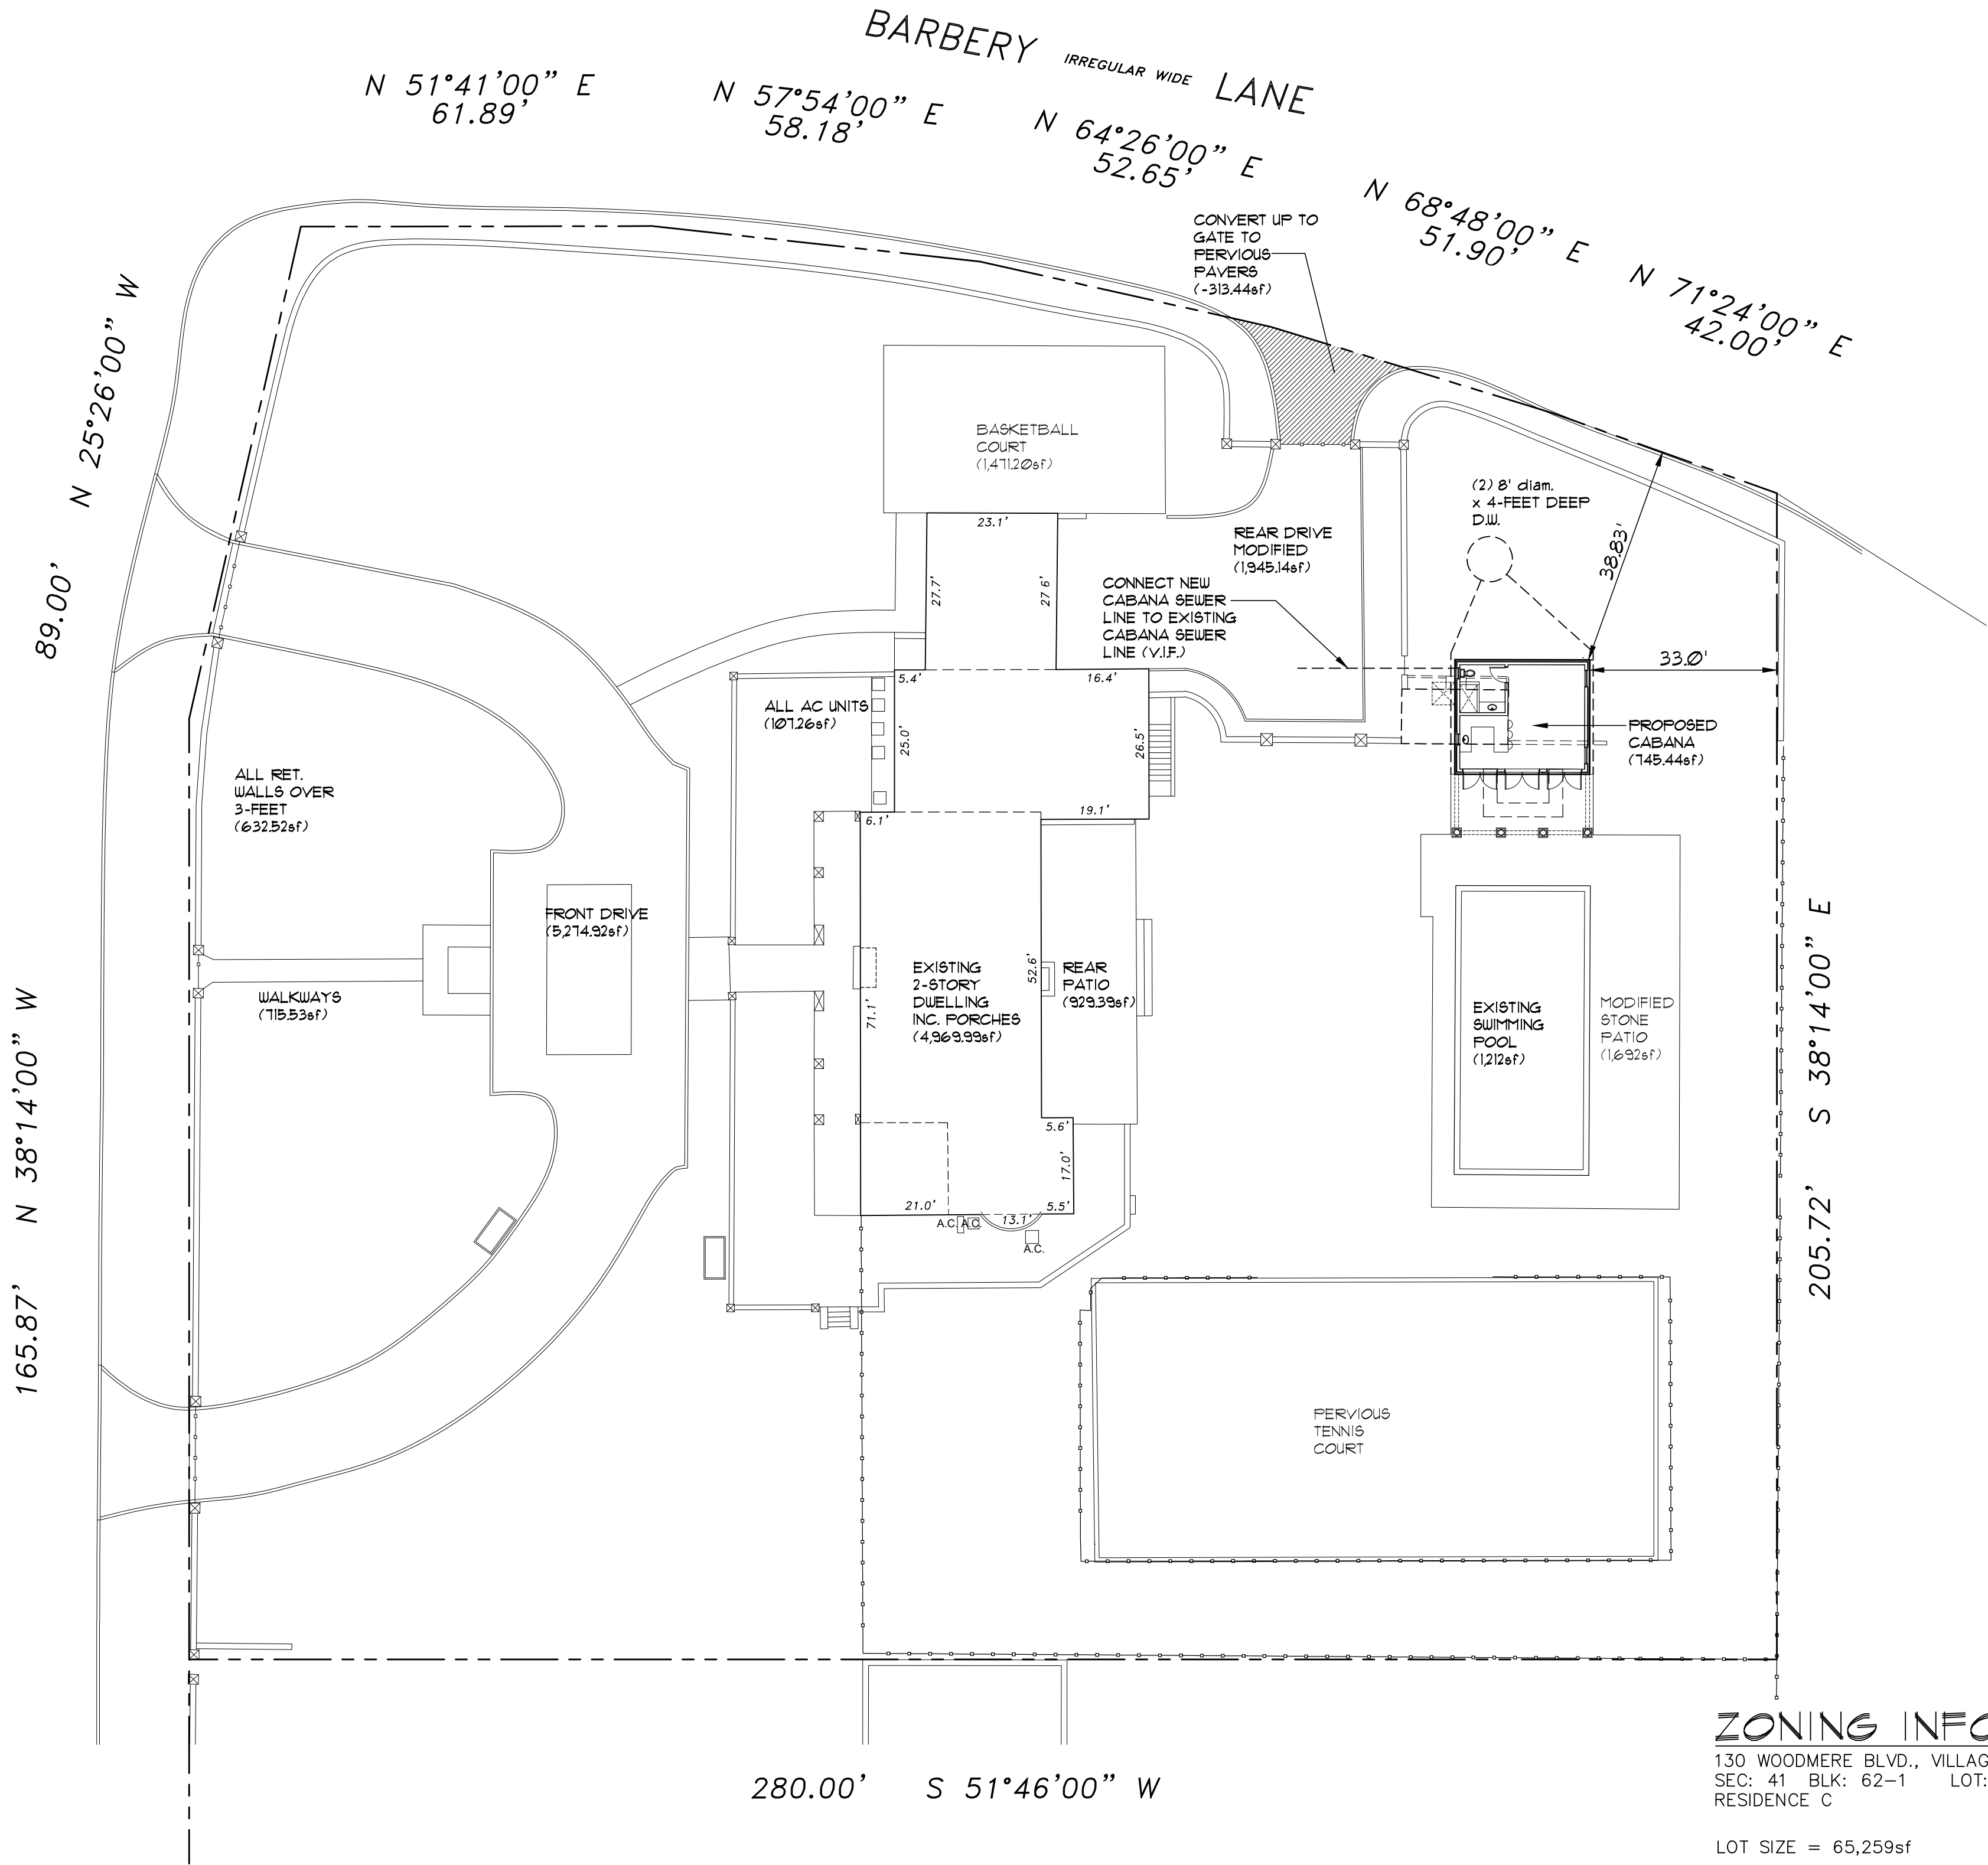 BARBERY IRREGULAR WIDE LANE
N 51°41'00" E
61.89'
N 57°54'00" E
58.18'
N 64°26'00" E
52.65'
N 68°48'00" E
51.90'
N 71°24'00" E
42.00'
CONVERT UP TO
GATE TO
PERVIOUS
PAVERS
(-313.44sf)
N 25°26'00" W
89.00'
BASKETBALL
COURT
(1,471.20sf)
(2) 8' diam.
x 4-FEET DEEP
D.W.
38.83'
23.1'
27.7'
27 6'
REAR DRIVE
MODIFIED
(1,945.14sf)
CONNECT NEW
CABANA SEWER
LINE TO EXISTING
CABANA SEWER
LINE (V.I.F.)
33.0'
5.4'
16.4'
ALL AC UNITS
(107.26sf)
25.0'
26.5'
PROPOSED
CABANA
(745.44sf)
ALL RET.
WALLS OVER
3-FEET
(632.52sf)
6.1'
19.1'
FRONT DRIVE
(5,274.92sf)
WALKWAYS
(715.53sf)
EXISTING
2-STORY
DWELLING
INC. PORCHES
(4,969.99sf)
71.1'
52.6'
REAR
PATIO
(929.39sf)
EXISTING
SWIMMING
POOL
(1,212sf)
MODIFIED
STONE
PATIO
(1,692sf)
165.87' N 38°14'00" W
205.72' S 38°14'00" E
5.6'
17.0'
21.0'
5.5'
13.1'
A.C. A.C.
A.C.
PERVIOUS
TENNIS
COURT
280.00' S 51°46'00" W
ZONING INFO
130 WOODMERE BLVD., VILLAG
SEC: 41 BLK: 62-1 LOT:
RESIDENCE C
LOT SIZE = 65,259sf